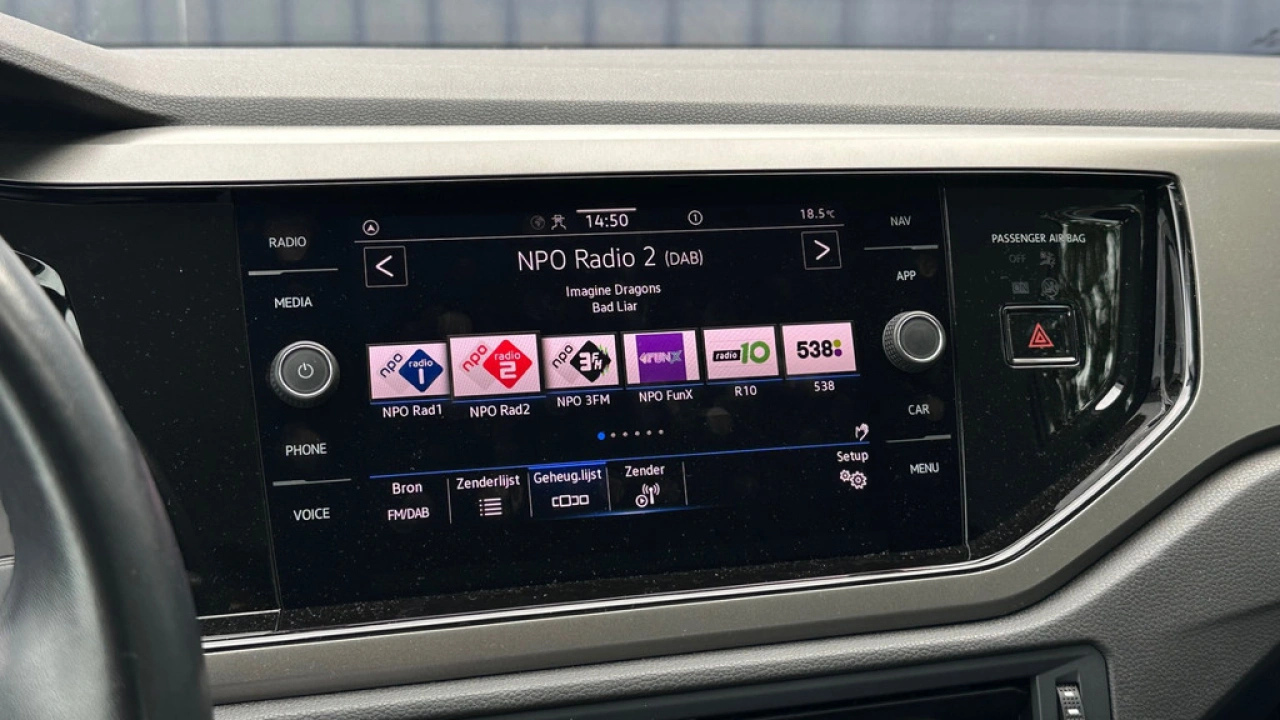 RADIO
MEDIA
PHONE
VOICE
14:50
1
18.5°C
NPO Radio 2 (DAB)
Imagine Dragons
Bad Liar
npo radio 1
npo radio 2
npo 3FM
FUNX
radio 10
538
NPO Rad1
NPO Rad2
NPO 3FM
NPO FunX
R10
538
Bron
FM/DAB
Zenderlijst
Geheug.lijst
Zender
Setup
NAV
APP
CAR
MENU
PASSENGER AIRBAG
OFF